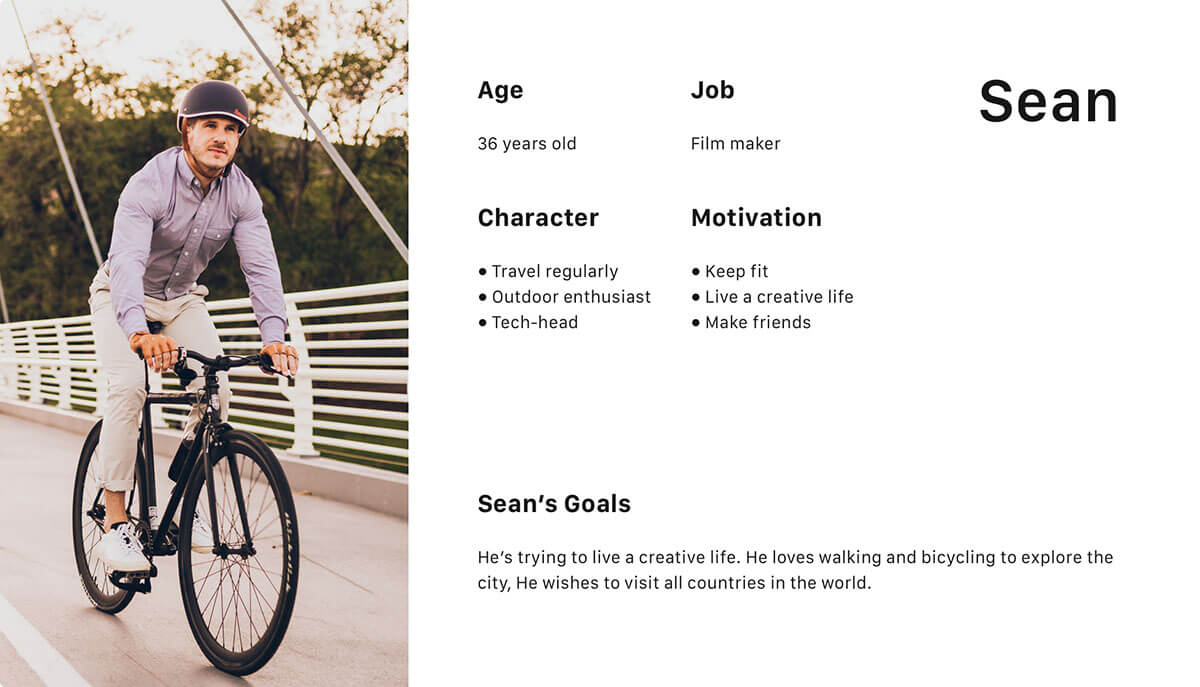 Sean
Age
36 years old
Job
Film maker
Character
● Travel regularly
● Outdoor enthusiast
● Tech-head
Motivation
● Keep fit
● Live a creative life
● Make friends
Sean’s Goals
He’s trying to live a creative life. He loves walking and bicycling to explore the
city, He wishes to visit all countries in the world.